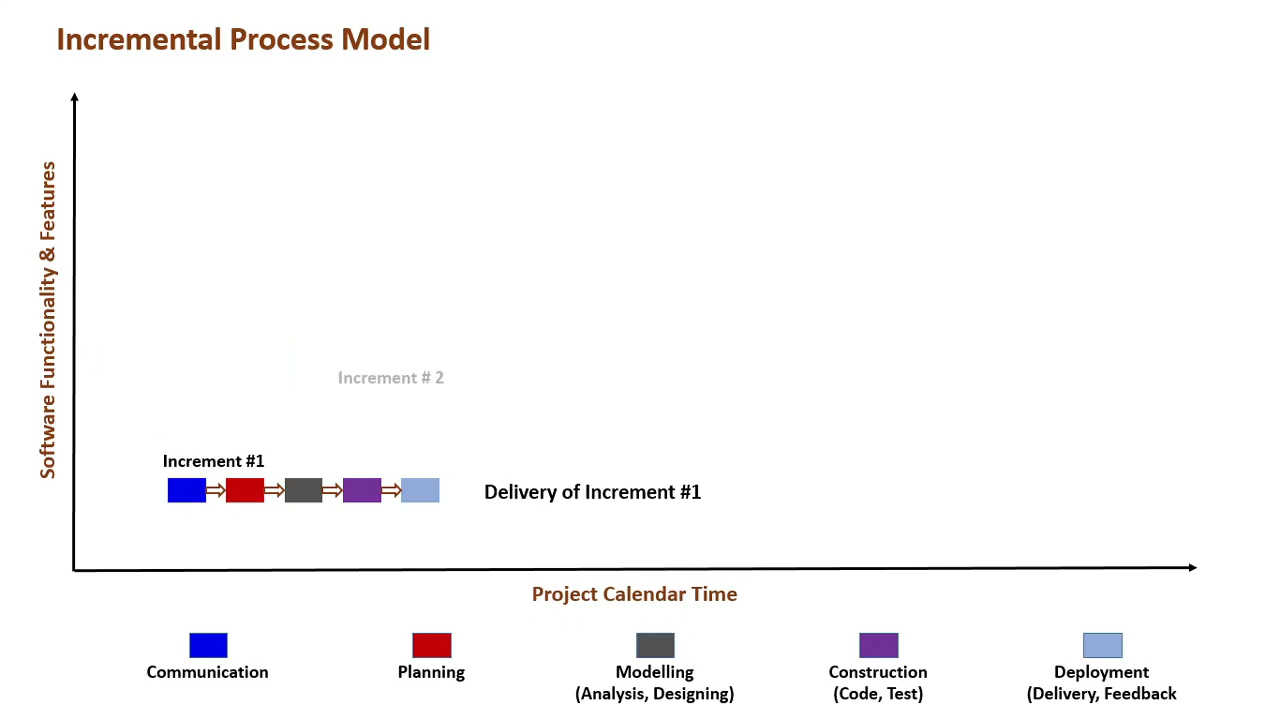 Incremental Process Model
Software Functionality & Features
Increment # 2
Increment #1
Delivery of Increment #1
Project Calendar Time
Communication
Planning
Modelling
(Analysis, Designing)
Construction
(Code, Test)
Deployment
(Delivery, Feedback